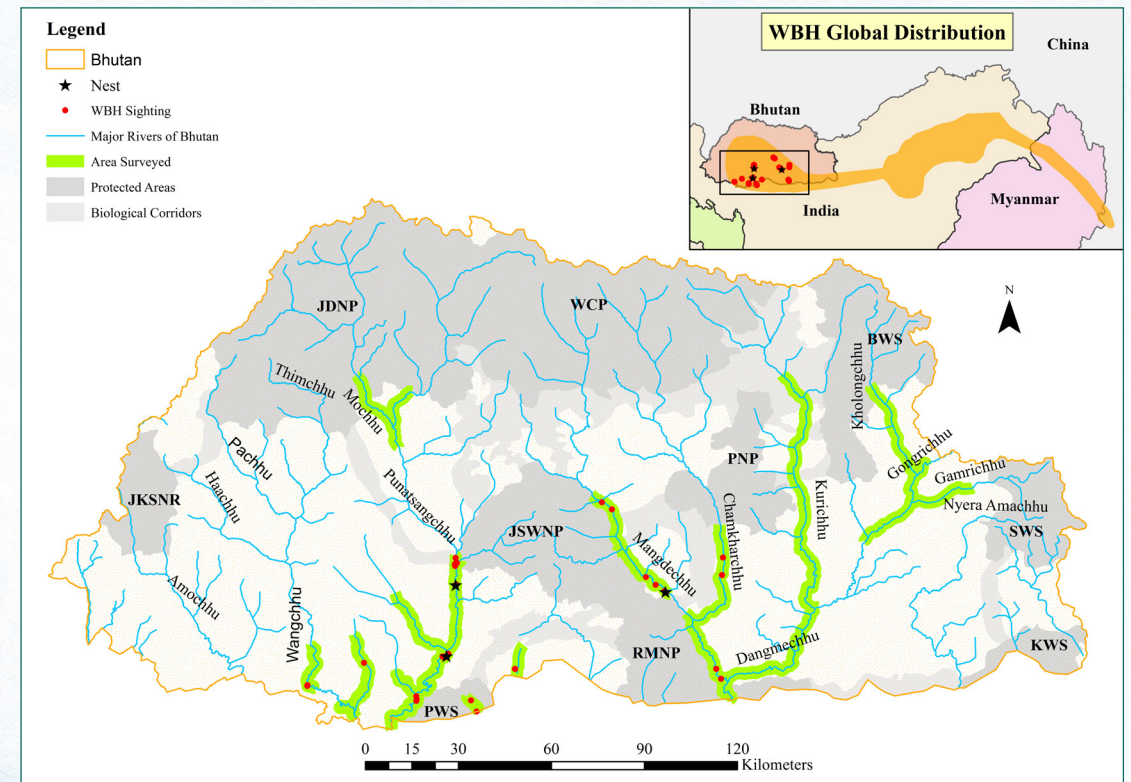 Legend
Bhutan
Nest
WBH Sighting
Major Rivers of Bhutan
Area Surveyed
Protected Areas
Biological Corridors
WBH Global Distribution
China
Bhutan
India
Myanmar
N
JDNP
WCP
BWS
Thimchhu
Mochhu
Kholongchhu
Pachhu
Haachhu
Punatsangchhu
PNP
Gongrichhu
Gamrichhu
JKSNR
Kurichhu
Chamkharchhu
Nyera Amachhu
JSWNP
SWS
Mangdechhu
Amochhu
Wangchhu
RMNP
Dangmechhu
KWS
PWS
0 15 30 60 90 120
Kilometers